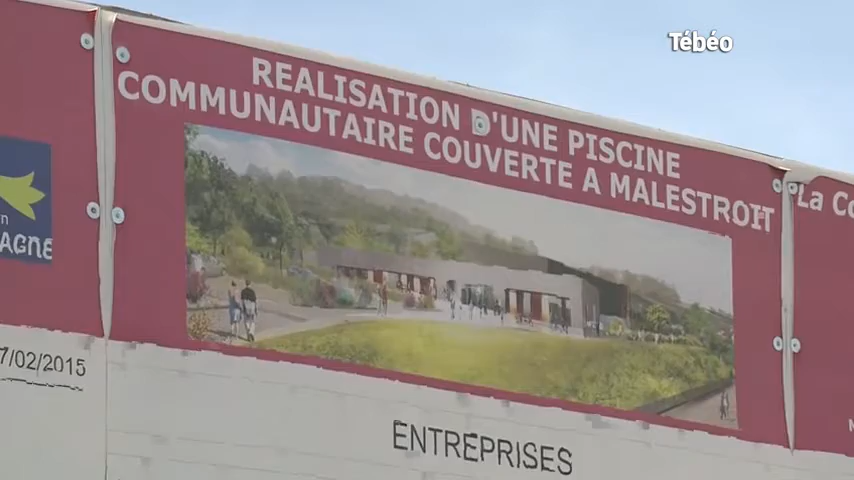 Tébéo
REALISATION D'UNE PISCINE
COMMUNAUTAIRE COUVERTE A MALESTROIT
La Co
n
AGNE
7/02/2015
ENTREPRISES